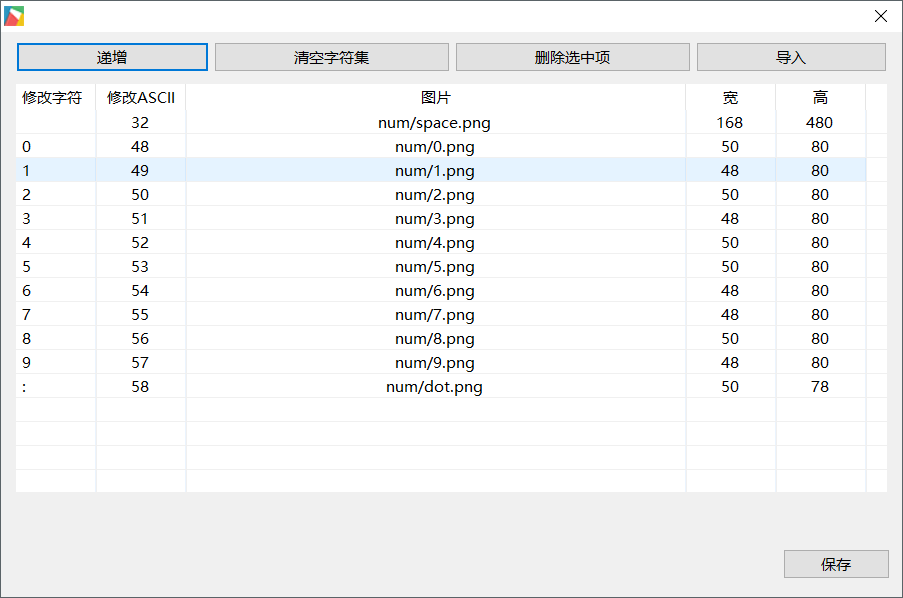 递增 清空字符集 删除选中项 导入
修改字符 修改ASCII 图片 宽 高
32 num/space.png 168 480
0 48 num/0.png 50 80
1 49 num/1.png 48 80
2 50 num/2.png 50 80
3 51 num/3.png 48 80
4 52 num/4.png 50 80
5 53 num/5.png 50 80
6 54 num/6.png 48 80
7 55 num/7.png 48 80
8 56 num/8.png 50 80
9 57 num/9.png 48 80
: 58 num/dot.png 50 78
保存